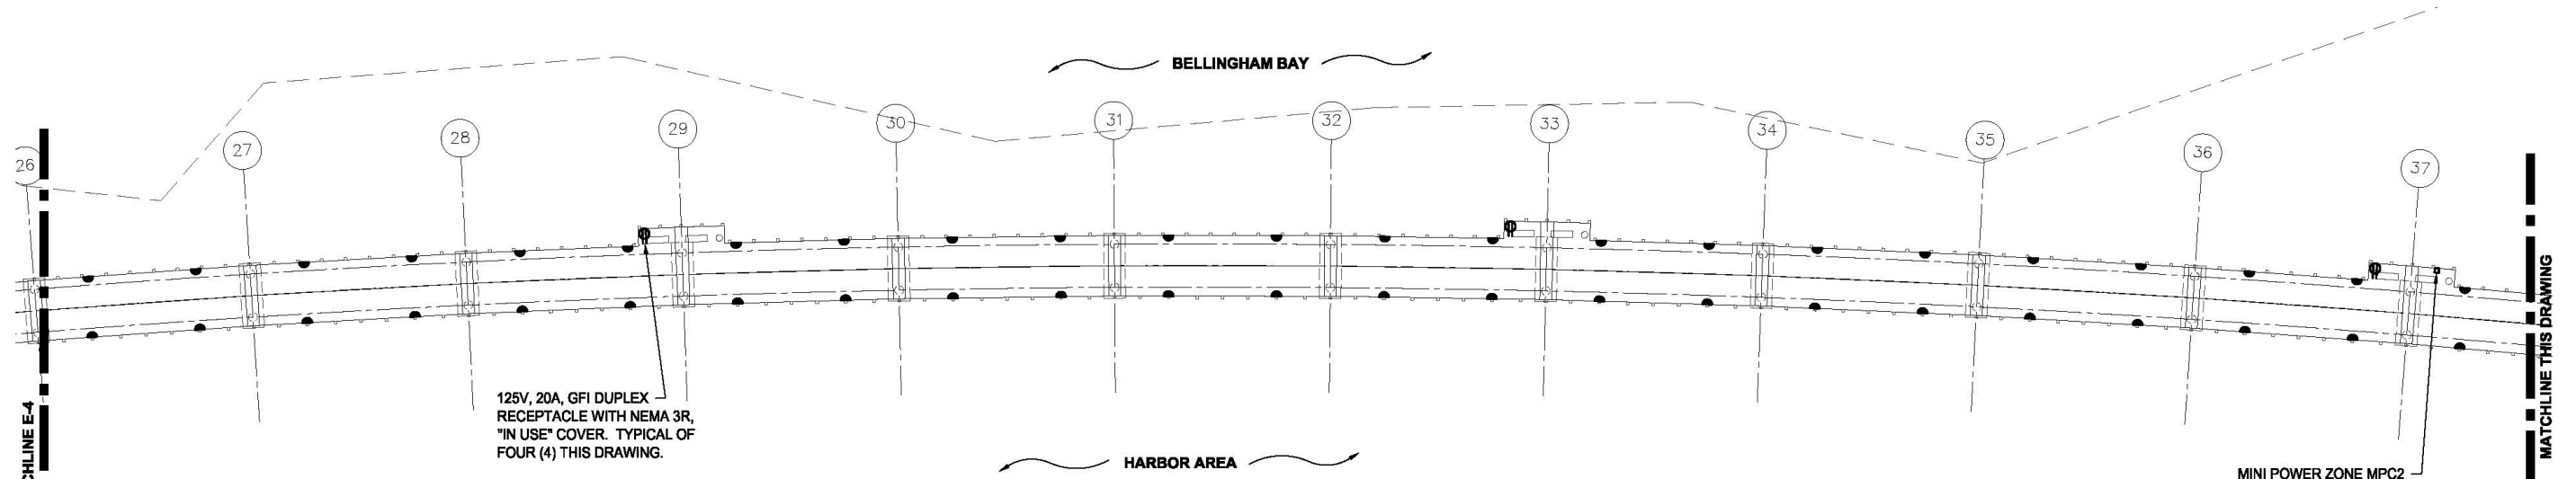 BELLINGHAM BAY
26
27
28
29
30
31
32
33
34
35
36
37
125V, 20A, GFI DUPLEX
RECEPTACLE WITH NEMA 3R,
"IN USE" COVER. TYPICAL OF
FOUR (4) THIS DRAWING.
HARBOR AREA
MINI POWER ZONE MPC2
CHLINE E-4
MATCHLINE THIS DRAWING